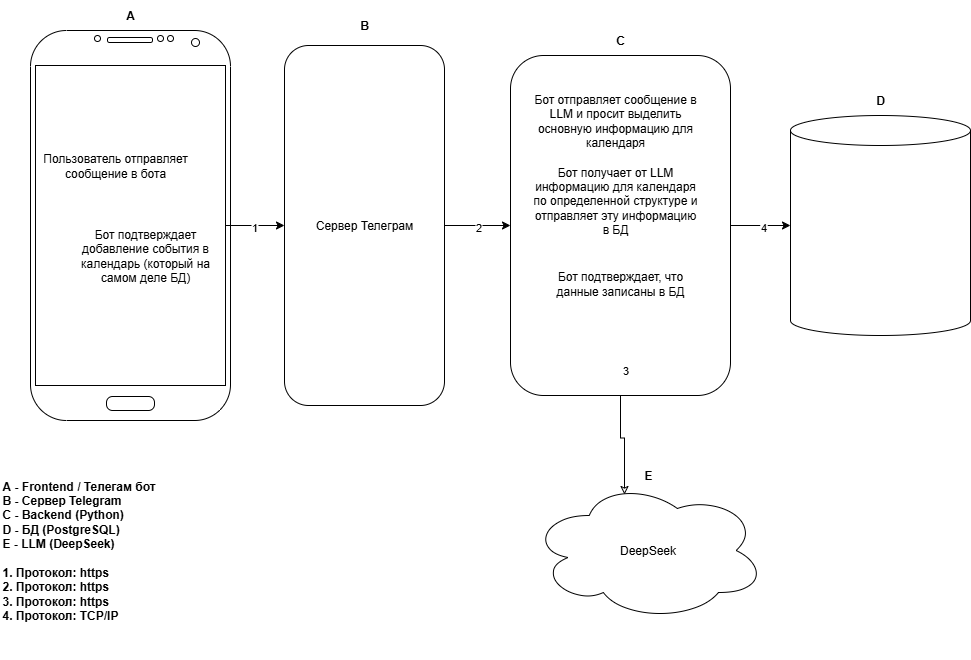 A
B
C
D
Пользователь отправляет
сообщение в бота
Бот подтверждает
добавление события в
календарь (который на
самом деле БД)
1
Сервер Телеграм
2
Бот отправляет сообщение в
LLM и просит выделить
основную информацию для
календаря
Бот получает от LLM
информацию для календаря
по определенной структуре и
отправляет эту информацию
в БД
Бот подтверждает, что
данные записаны в БД
3
4
E
DeepSeek
A - Frontend / Телегам бот
B - Сервер Telegram
C - Backend (Python)
D - БД (PostgreSQL)
E - LLM (DeepSeek)
1. Протокол: https
2. Протокол: https
3. Протокол: https
4. Протокол: TCP/IP